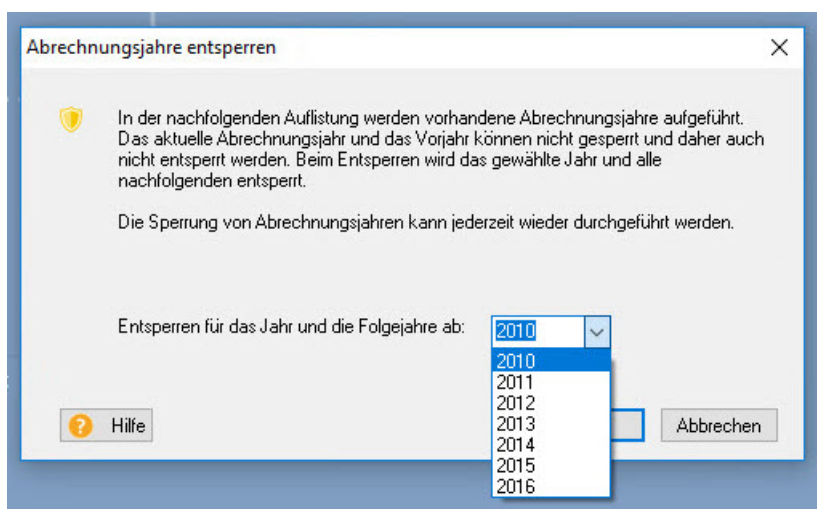 Abrechnungsjahre entsperren
In der nachfolgenden Auflistung werden vorhandene Abrechnungsjahre aufgeführt.
Das aktuelle Abrechnungsjahr und das Vorjahr können nicht gesperrt und daher auch
nicht entsperrt werden. Beim Entsperren wird das gewählte Jahr und alle
nachfolgenden entsperrt.
Die Sperrung von Abrechnungsjahren kann jederzeit wieder durchgeführt werden.
Entsperren für das Jahr und die Folgejahre ab: 2010
2010
2011
2012
2013
2014
2015
2016
Hilfe
Abbrechen